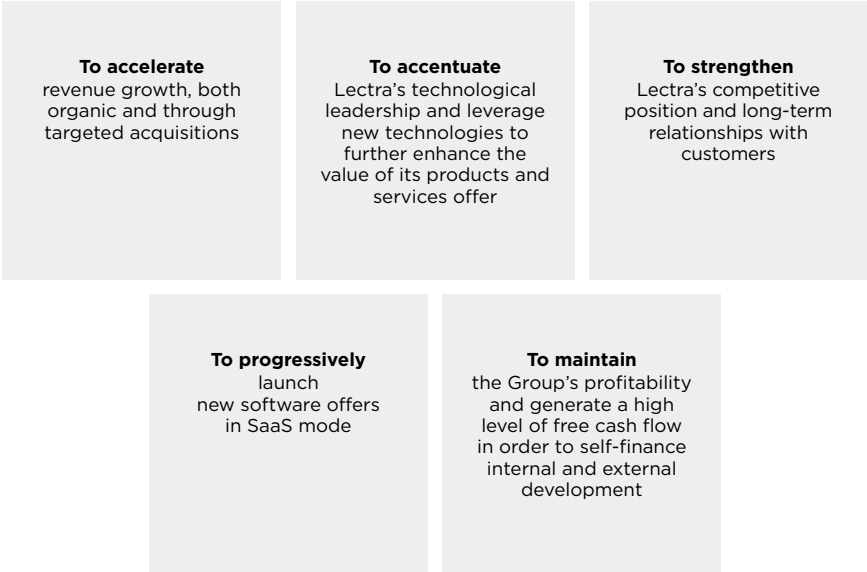 To accelerate
revenue growth, both
organic and through
targeted acquisitions
To accentuate
Lectra’s technological
leadership and leverage
new technologies to
further enhance the
value of its products and
services offer
To strengthen
Lectra’s competitive
position and long-term
relationships with
customers
To progressively
launch
new software offers
in SaaS mode
To maintain
the Group’s profitability
and generate a high
level of free cash flow
in order to self-finance
internal and external
development